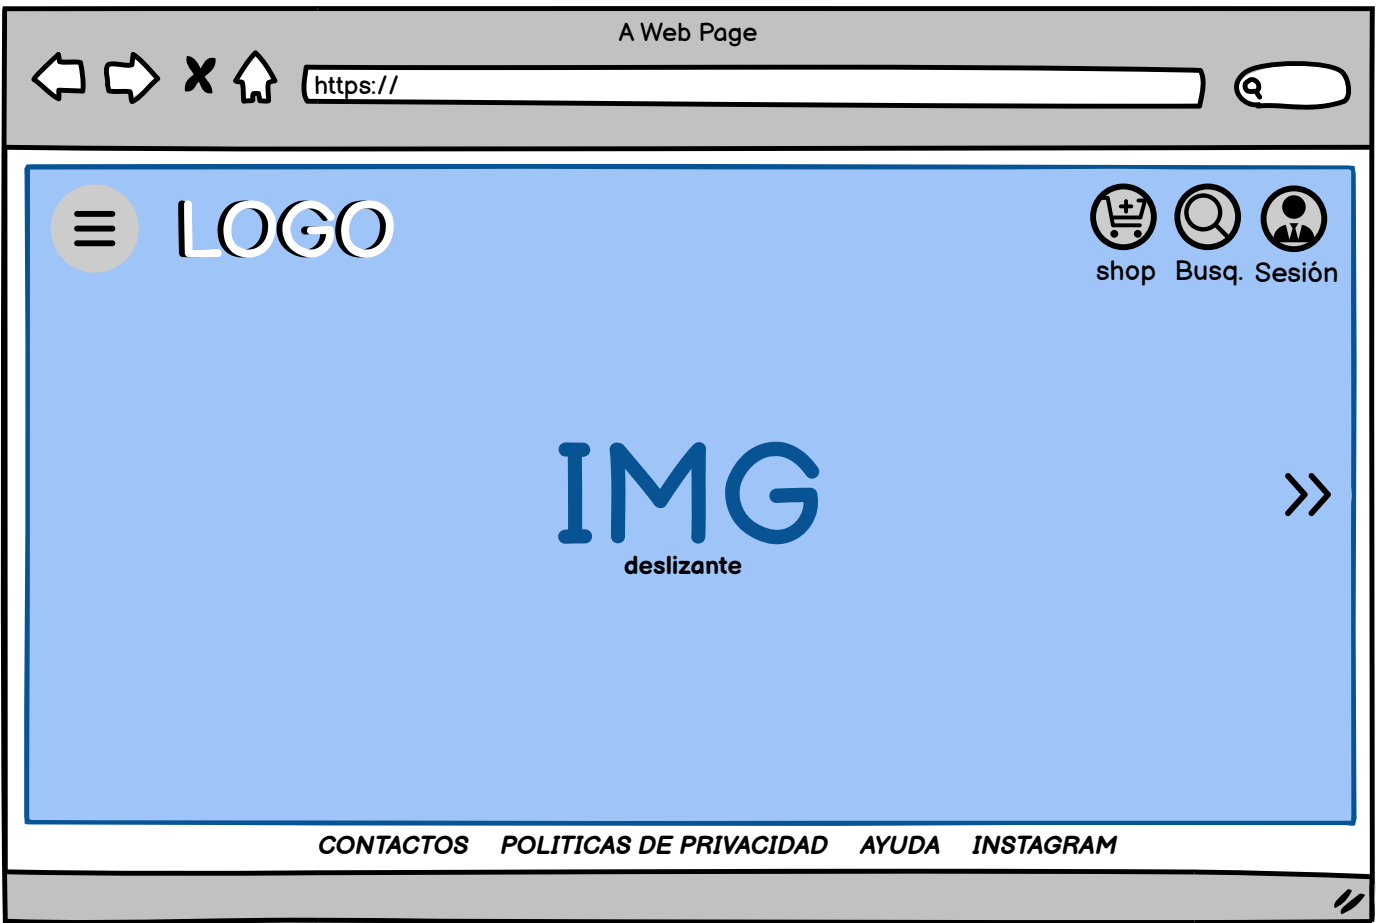 A Web Page
https://
LOGO
shop Busq. Sesión
IMG
deslizante
CONTACTOS POLITICAS DE PRIVACIDAD AYUDA INSTAGRAM